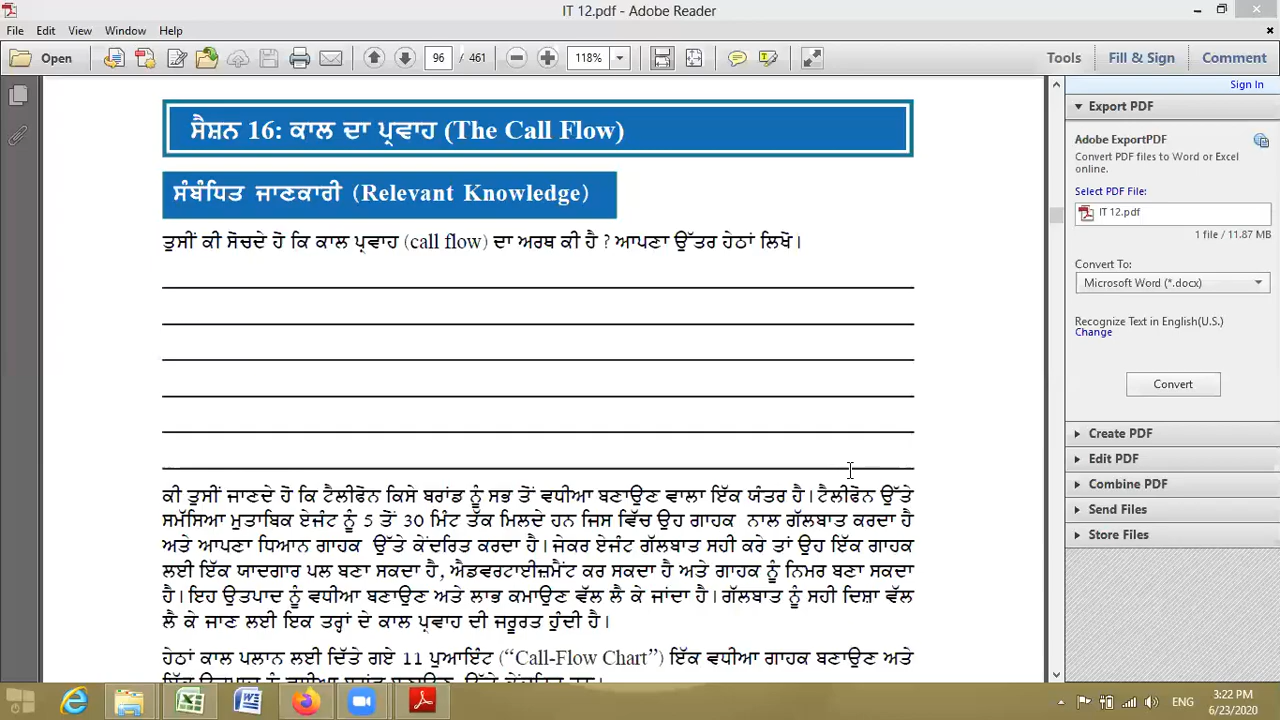 IT 12.pdf - Adobe Reader
File Edit View Window Help
Open 96 / 461 118% Tools Fill & Sign Comment
Sign In
ਸੈਸ਼ਨ 16: ਕਾਲ ਦਾ ਪ੍ਰਵਾਹ (The Call Flow)
ਸੰਬੰਧਿਤ ਜਾਣਕਾਰੀ (Relevant Knowledge)
ਤੁਸੀਂ ਕੀ ਸੋਚਦੇ ਹੋ ਕਿ ਕਾਲ ਪ੍ਰਵਾਹ (call flow) ਦਾ ਅਰਥ ਕੀ ਹੈ ? ਆਪਣਾ ਉੱਤਰ ਹੇਠਾਂ ਲਿਖੋ।
ਕੀ ਤੁਸੀਂ ਜਾਣਦੇ ਹੋ ਕਿ ਟੈਲੀਫੋਨ ਕਿਸੇ ਬਰਾਂਡ ਨੂੰ ਸਭ ਤੋਂ ਵਧੀਆ ਬਣਾਉਣ ਵਾਲਾ ਇੱਕ ਯੰਤਰ ਹੈ। ਟੈਲੀਫੋਨ ਉੱਤੇ
ਸਮੱਸਿਆ ਮੁਤਾਬਿਕ ਏਜੰਟ ਨੂੰ 5 ਤੋਂ 30 ਮਿੰਟ ਤੱਕ ਮਿਲਦੇ ਹਨ ਜਿਸ ਵਿੱਚ ਉਹ ਗਾਹਕ ਨਾਲ ਗੱਲਬਾਤ ਕਰਦਾ ਹੈ
ਅਤੇ ਆਪਣਾ ਧਿਆਨ ਗਾਹਕ ਉੱਤੇ ਕੇਂਦਰਿਤ ਕਰਦਾ ਹੈ। ਜੇਕਰ ਏਜੰਟ ਗੱਲਬਾਤ ਸਹੀ ਕਰੇ ਤਾਂ ਉਹ ਇੱਕ ਗਾਹਕ
ਲਈ ਇੱਕ ਯਾਦਗਾਰ ਪਲ ਬਣਾ ਸਕਦਾ ਹੈ, ਐਡਵਰਟਾਈਜ਼ਮੈਂਟ ਕਰ ਸਕਦਾ ਹੈ ਅਤੇ ਗਾਹਕ ਨੂੰ ਨਿਮਰ ਬਣਾ ਸਕਦਾ
ਹੈ। ਇਹ ਉਤਪਾਦ ਨੂੰ ਵਧੀਆ ਬਣਾਉਣ ਅਤੇ ਲਾਭ ਕਮਾਉਣ ਵੱਲ ਲੈ ਕੇ ਜਾਂਦਾ ਹੈ। ਗੱਲਬਾਤ ਨੂੰ ਸਹੀ ਦਿਸ਼ਾ ਵੱਲ
ਲੈ ਕੇ ਜਾਣ ਲਈ ਇਕ ਤਰ੍ਹਾਂ ਦੇ ਕਾਲ ਪ੍ਰਵਾਹ ਦੀ ਜਰੂਰਤ ਹੁੰਦੀ ਹੈ।
ਹੇਠਾਂ ਕਾਲ ਪਲਾਨ ਲਈ ਦਿੱਤੇ ਗਏ 11 ਪੁਆਇੰਟ (“Call-Flow Chart”) ਇੱਕ ਵਧੀਆ ਗਾਹਕ ਬਣਾਉਣ ਅਤੇ
Export PDF
Adobe ExportPDF
Convert PDF files to Word or Excel
online.
Select PDF File:
IT 12.pdf
1 file / 11.87 MB
Convert To:
Microsoft Word (*.docx)
Recognize Text in English(U.S.)
Change
Convert
Create PDF
Edit PDF
Combine PDF
Send Files
Store Files
ENG
3:22 PM
6/23/2020